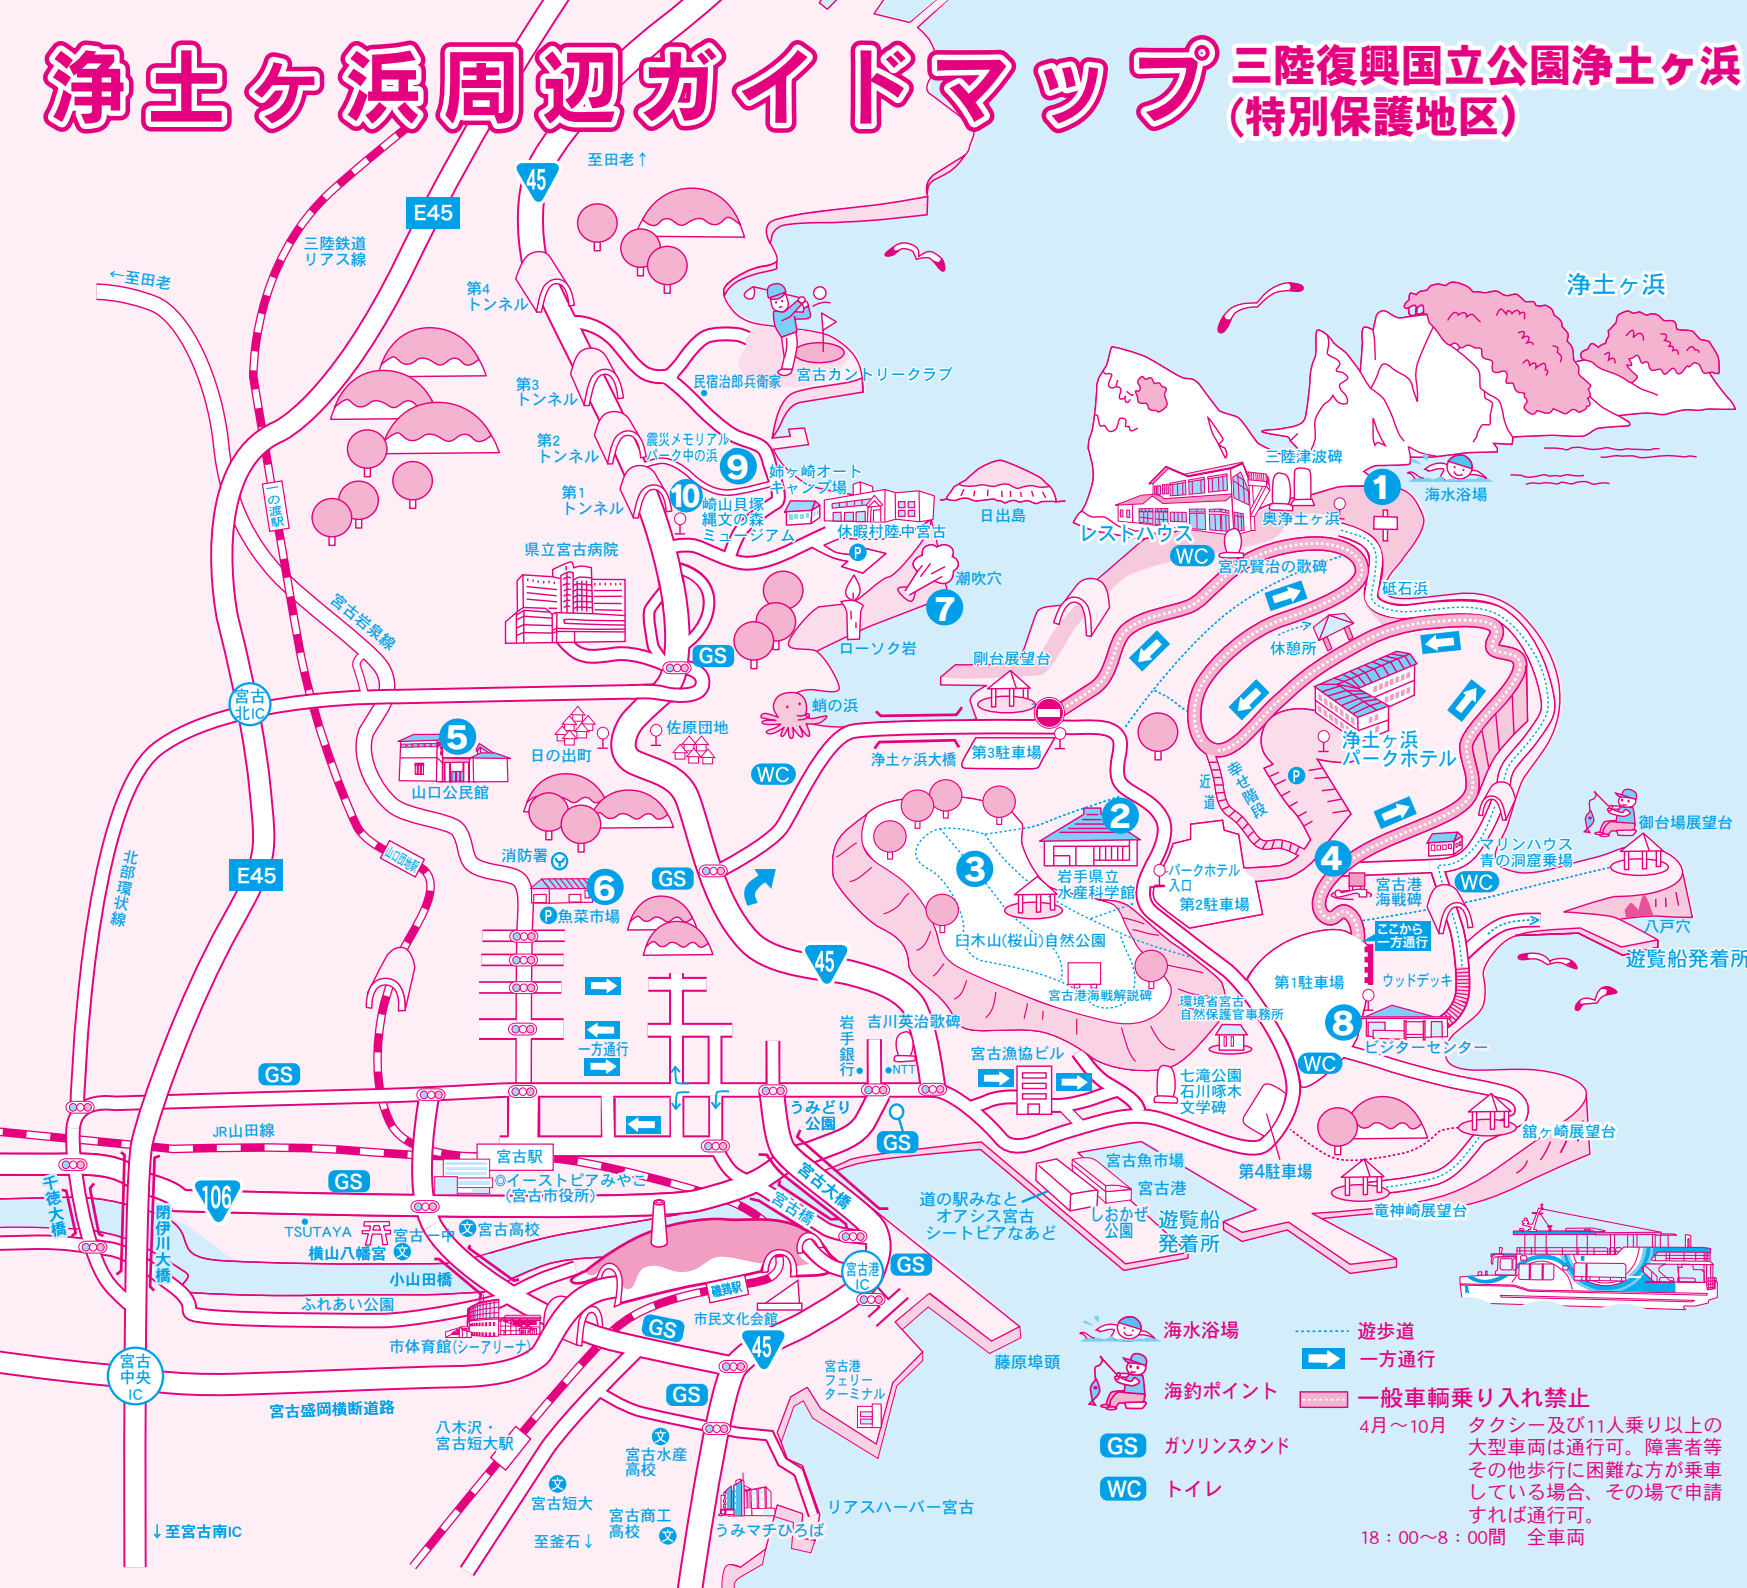 浄土ヶ浜周辺ガイドマップ
三陸復興国立公園浄土ヶ浜
(特別保護地区)
至田老↑
45
E45
三陸鉄道
リアス線
←至田老
第4
トンネル
浄土ヶ浜
第3
トンネル
民宿治郎兵衛家
宮古カントリークラブ
第2
トンネル
震災メモリアル
パーク中の浜
9
姉ヶ崎オート
キャンプ場
三陸津波碑
1
海水浴場
第1
トンネル
10
崎山貝塚
縄文の森
ミュージアム
休暇村陸中宮古
P
日出島
奥浄土ヶ浜
レストハウス
WC
宮沢賢治の歌碑
一の渡駅
県立宮古病院
潮吹穴
7
砥石浜
宮古岩泉線
ローソク岩
休憩所
GS
剛台展望台
宮古
北IC
蛸の浜
佐原団地
日の出町
5
山口公民館
WC
浄土ヶ浜大橋
第3駐車場
浄土ヶ浜
パークホテル
P
近道
幸せ階段
御台場展望台
2
4
マリンハウス
青の洞窟乗場
山口団地駅
消防署
GS
3
岩手県立
水産科学館
パークホテル
入口
第2駐車場
宮古港
海戦碑
WC
E45
北部環状線
6
P
魚菜市場
八戸穴
ここから
一方通行
臼木山(桜山)自然公園
遊覧船発着所
45
宮古港海戦解説碑
第1駐車場
ウッドデッキ
環境省宮古
自然保護官事務所
8
ビジターセンター
一方通行
岩手銀行
吉川英治歌碑
NTT
宮古漁協ビル
WC
GS
七滝公園
石川啄木
文学碑
うみどり
公園
GS
JR山田線
宮古駅
舘ヶ崎展望台
宮古魚市場
宮古港
第4駐車場
GS
◎イーストピアみやこ
(宮古市役所)
宮古大橋
宮古橋
道の駅みなと
オアシス宮古
シートピアなあど
しおかぜ
公園
遊覧船
発着所
竜神崎展望台
千徳大橋
106
閉伊川大橋
TSUTAYA
宮古一中
文
文
宮古高校
横山八幡宮
小山田橋
宮古港
IC
GS
磯鶏駅
ふれあい公園
市民文化会館
市体育館(シーアリーナ)
GS
45
藤原埠頭
宮古
中央
IC
宮古盛岡横断道路
GS
宮古港
フェリー
ターミナル
八木沢・
宮古短大駅
文
宮古水産
高校
文
宮古短大
宮古商工
高校
文
リアスハーバー宮古
うみマチひろば
至釜石↓
↓至宮古南IC
海水浴場
海釣ポイント
GS
ガソリンスタンド
WC
トイレ
遊歩道
一方通行
一般車輌乗り入れ禁止
4月～10月　タクシー及び11人乗り以上の
大型車両は通行可。障害者等
その他歩行に困難な方が乗車
している場合、その場で申請
すれば通行可。
18：00～8：00間　全車両